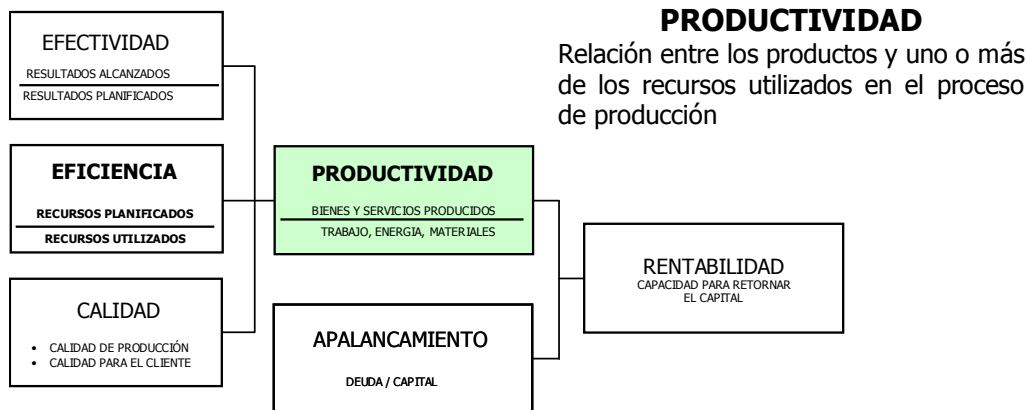 PRODUCTIVIDAD
Relación entre los productos y uno o más
de los recursos utilizados en el proceso
de producción
EFECTIVIDAD
RESULTADOS ALCANZADOS
RESULTADOS PLANIFICADOS
EFICIENCIA
RECURSOS PLANIFICADOS
RECURSOS UTILIZADOS
CALIDAD
• CALIDAD DE PRODUCCIÓN
• CALIDAD PARA EL CLIENTE
PRODUCTIVIDAD
BIENES Y SERVICIOS PRODUCIDOS
TRABAJO, ENERGIA, MATERIALES
APALANCAMIENTO
DEUDA / CAPITAL
RENTABILIDAD
CAPACIDAD PARA RETORNAR
EL CAPITAL